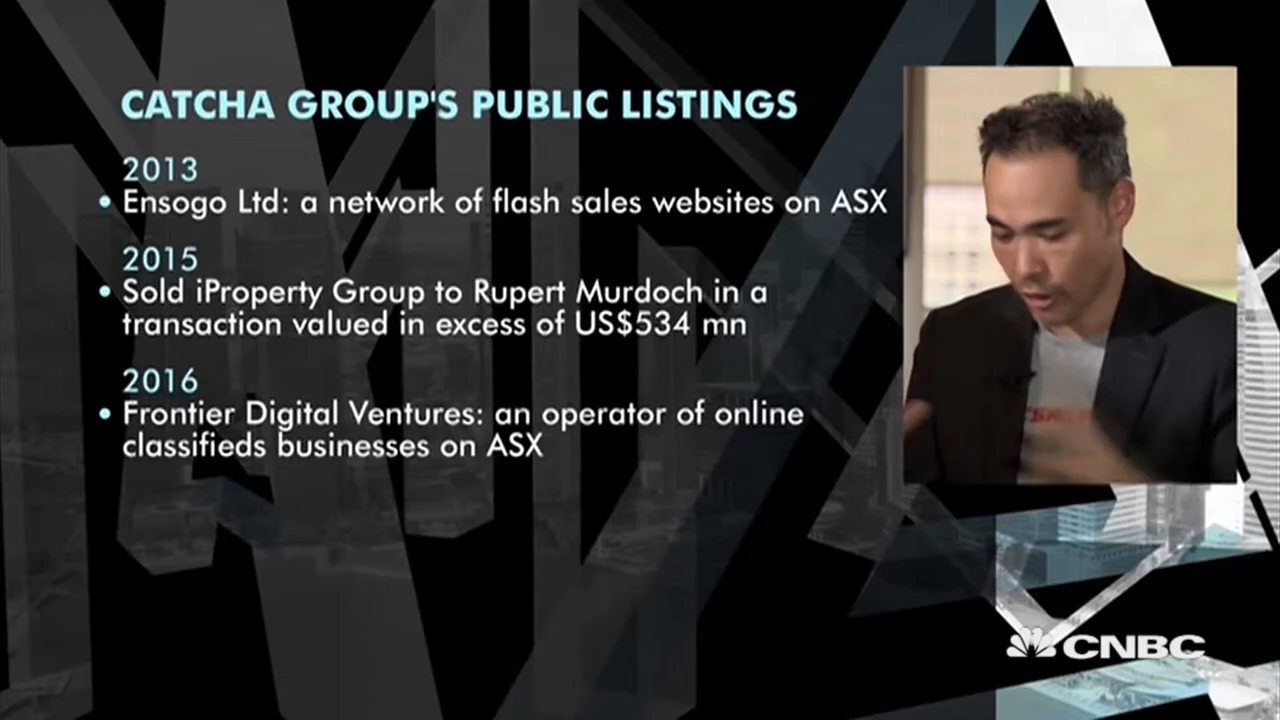 CATCHA GROUP'S PUBLIC LISTINGS
2013
• Ensogo Ltd: a network of flash sales websites on ASX
2015
• Sold iProperty Group to Rupert Murdoch in a
transaction valued in excess of US$534 mn
2016
• Frontier Digital Ventures: an operator of online
classifieds businesses on ASX
CNBC